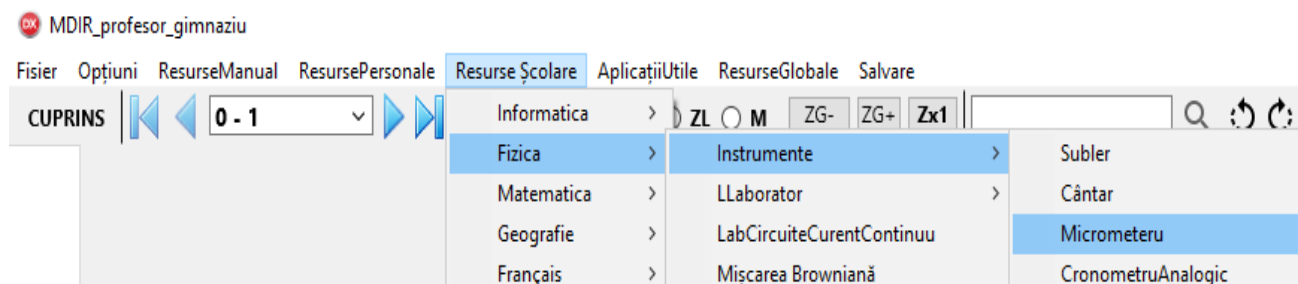 MDIR_profesor_gimnaziu
Fisier Opțiuni ResurseManual ResursePersonale Resurse Școlare AplicațiiUtile ResurseGlobale Salvare
CUPRINS 0 - 1 ZL M ZG- ZG+ Zx1
Informatica
Fizica Instrumente Subler
Matematica LLaborator Cântar
Geografie LabCircuiteCurentContinuu Micrometeru
Français Mișcarea Browniană CronometruAnalogic